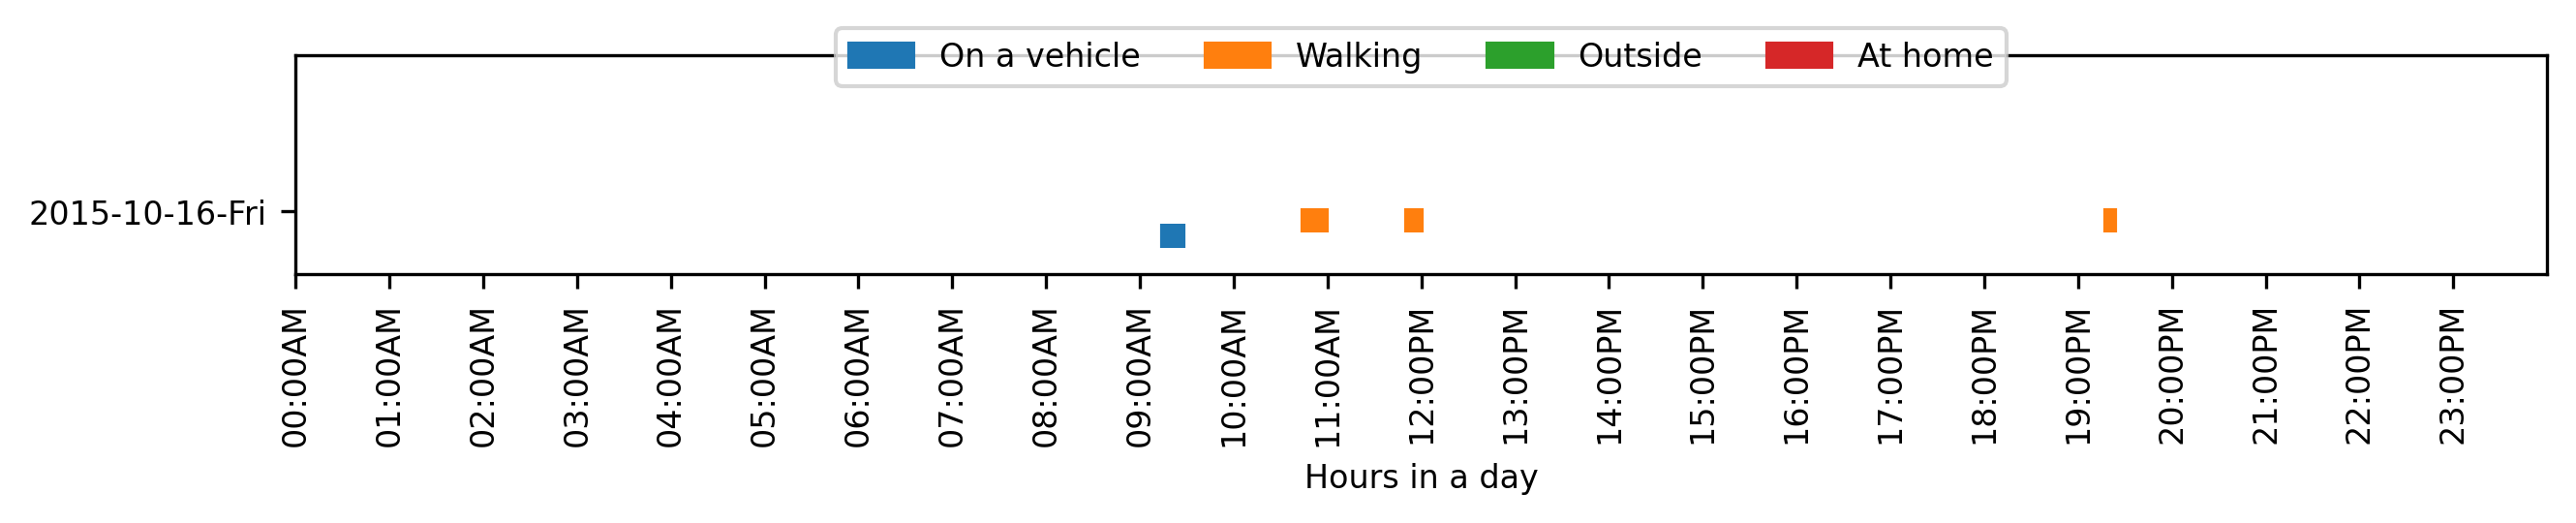 On a vehicle Walking Outside At home
2015-10-16-Fri
00:00AM 01:00AM 02:00AM 03:00AM 04:00AM 05:00AM 06:00AM 07:00AM 08:00AM 09:00AM 10:00AM 11:00AM 12:00PM 13:00PM 14:00PM 15:00PM 16:00PM 17:00PM 18:00PM 19:00PM 20:00PM 21:00PM 22:00PM 23:00PM
Hours in a day